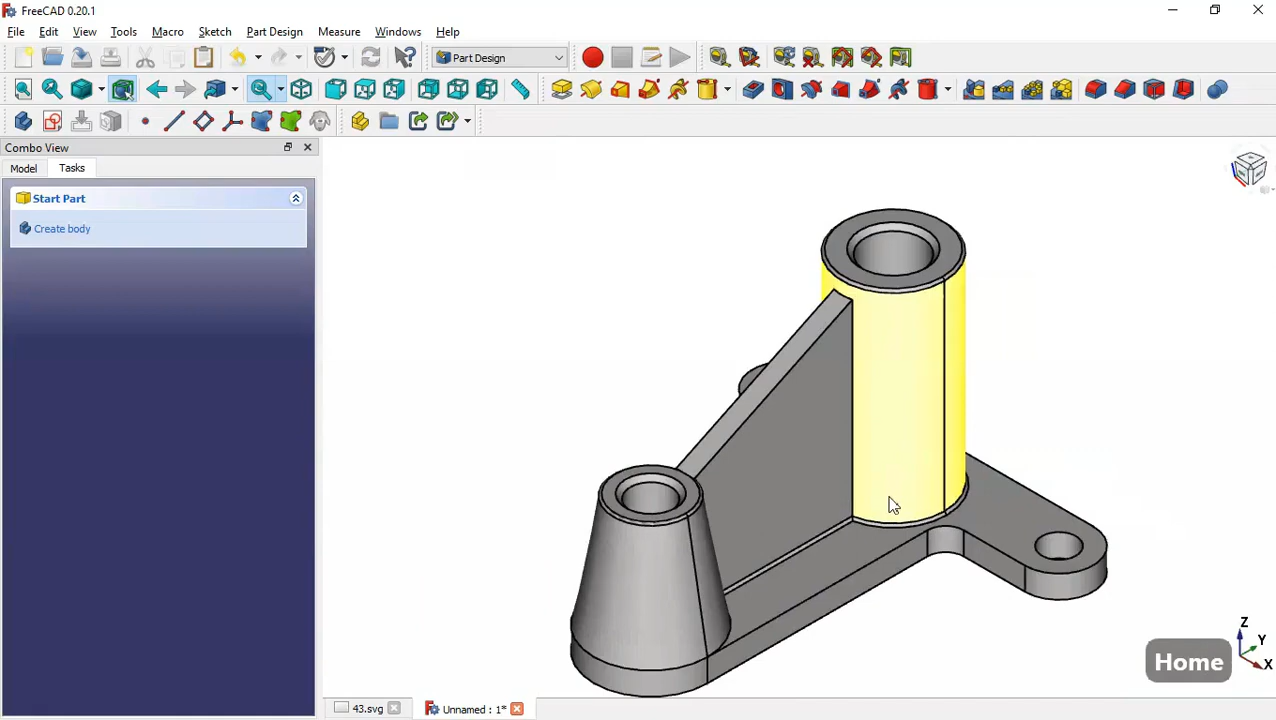 FreeCAD 0.20.1
File Edit View Tools Macro Sketch Part Design Measure Windows Help
Part Design
Combo View
Model Tasks
Start Part
Create body
Home
Z
Y
X
43.svg
Unnamed : 1*